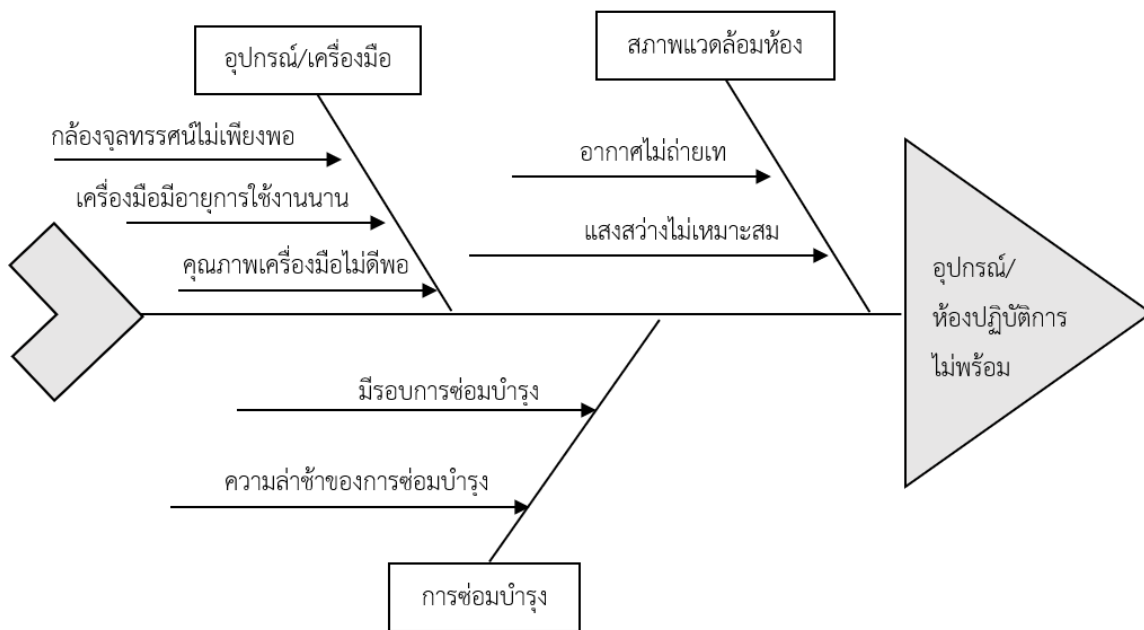 อุปกรณ์/เครื่องมือ
สภาพแวดล้อมห้อง
กล้องจุลทรรศน์ไม่เพียงพอ
เครื่องมือมีอายุการใช้งานนาน
คุณภาพเครื่องมือไม่ดีพอ
อากาศไม่ถ่ายเท
แสงสว่างไม่เหมาะสม
อุปกรณ์/
ห้องปฏิบัติการ
ไม่พร้อม
มีรอบการซ่อมบำรุง
ความล่าช้าของการซ่อมบำรุง
การซ่อมบำรุง